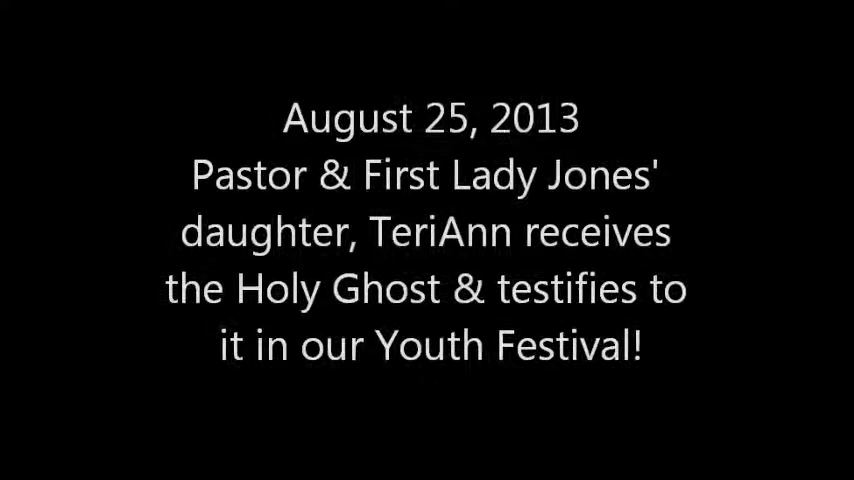 August 25, 2013
Pastor & First Lady Jones'
daughter, TeriAnn receives
the Holy Ghost & testifies to
it in our Youth Festival!